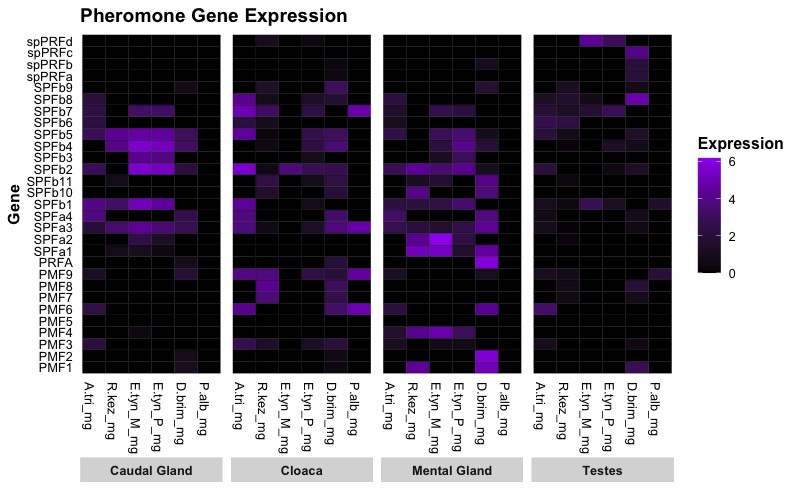 Pheromone Gene Expression
Gene
spPRFd
spPRFc
spPRFb
spPRFa
SPFb9
SPFb8
SPFb7
SPFb6
SPFb5
SPFb4
SPFb3
SPFb2
SPFb11
SPFb10
SPFb1
SPFa4
SPFa3
SPFa2
SPFa1
PRFA
PMF9
PMF8
PMF7
PMF6
PMF5
PMF4
PMF3
PMF2
PMF1
A.tri_mg
R.kez_mg
E.tyn_M_mg
E.tyn_P_mg
D.brim_mg
P.alb_mg
A.tri_mg
R.kez_mg
E.tyn_M_mg
E.tyn_P_mg
D.brim_mg
P.alb_mg
A.tri_mg
R.kez_mg
E.tyn_M_mg
E.tyn_P_mg
D.brim_mg
P.alb_mg
A.tri_mg
R.kez_mg
E.tyn_M_mg
E.tyn_P_mg
D.brim_mg
P.alb_mg
Caudal Gland
Cloaca
Mental Gland
Testes
Expression
6
4
2
0